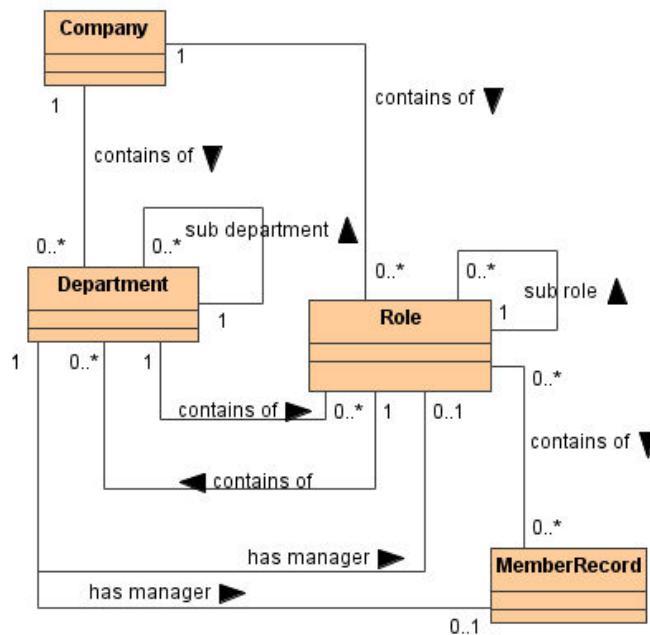 Company
1
1
contains of
contains of
0..*
0..*
sub department
Department
1
0..*
0..*
sub role
1
Role
1
0..*
1
contains of
0..*
1
0..1
0..*
contains of
contains of
0..*
has manager
has manager
MemberRecord
0..1